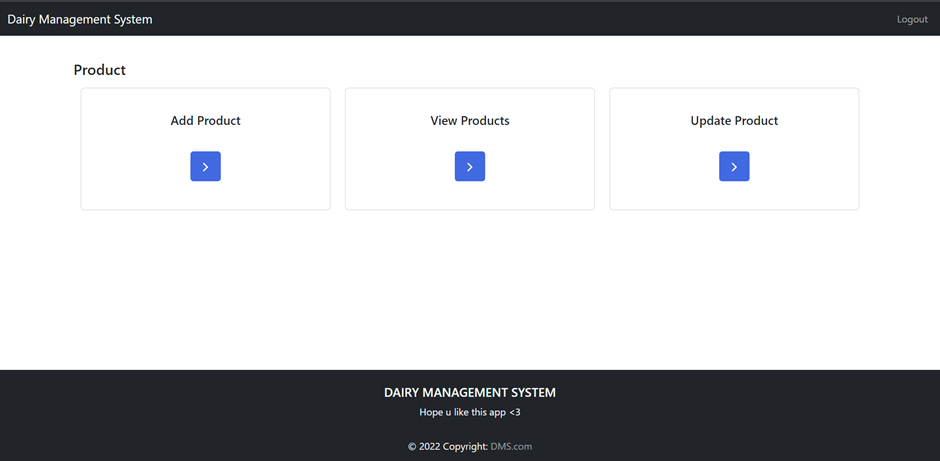 Dairy Management System
Logout
Product
Add Product
View Products
Update Product
DAIRY MANAGEMENT SYSTEM
Hope u like this app <3
© 2022 Copyright: DMS.com